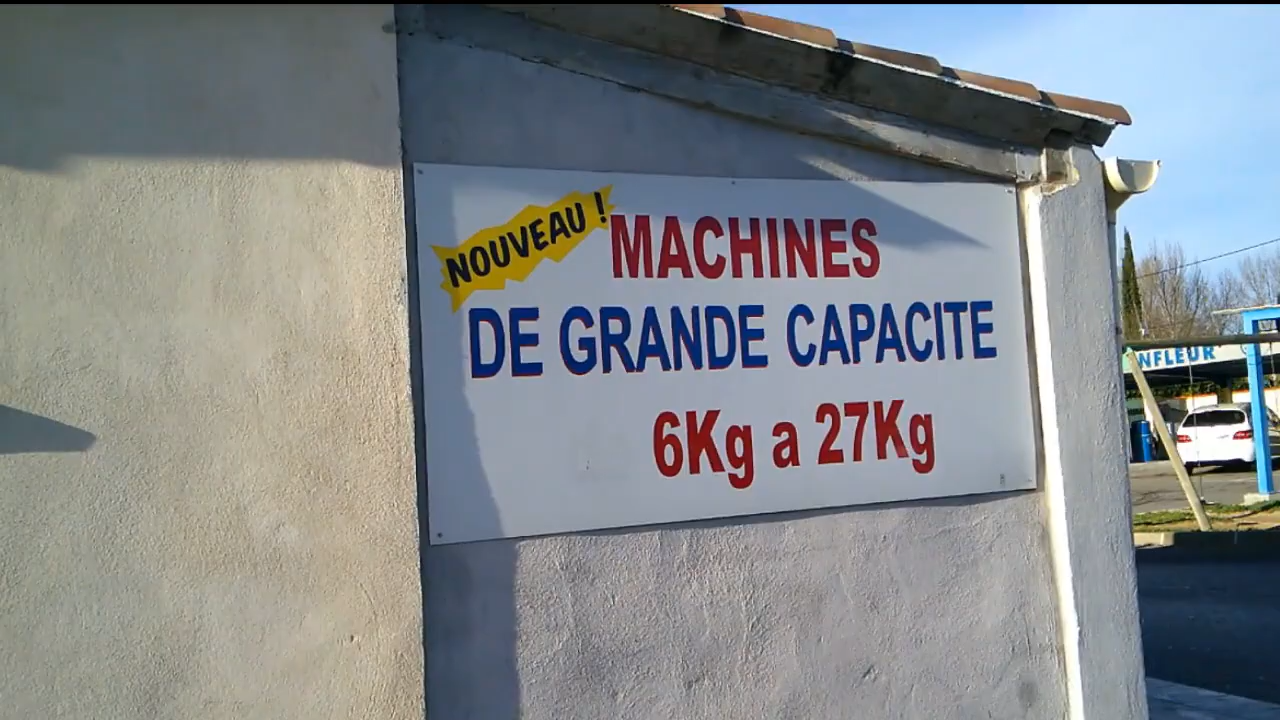 NOUVEAU !
MACHINES
DE GRANDE CAPACITE
6Kg a 27Kg
NFLEUR